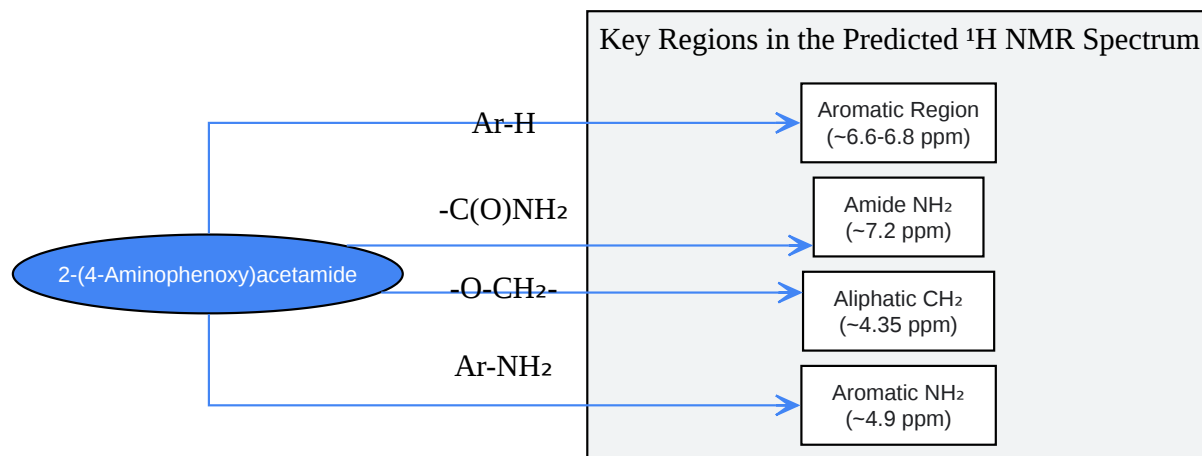 Key Regions in the Predicted ¹H NMR Spectrum
Ar-H
Aromatic Region
(~6.6-6.8 ppm)
-C(O)NH₂
Amide NH₂
(~7.2 ppm)
2-(4-Aminophenoxy)acetamide
-O-CH₂-
Aliphatic CH₂
(~4.35 ppm)
Ar-NH₂
Aromatic NH₂
(~4.9 ppm)